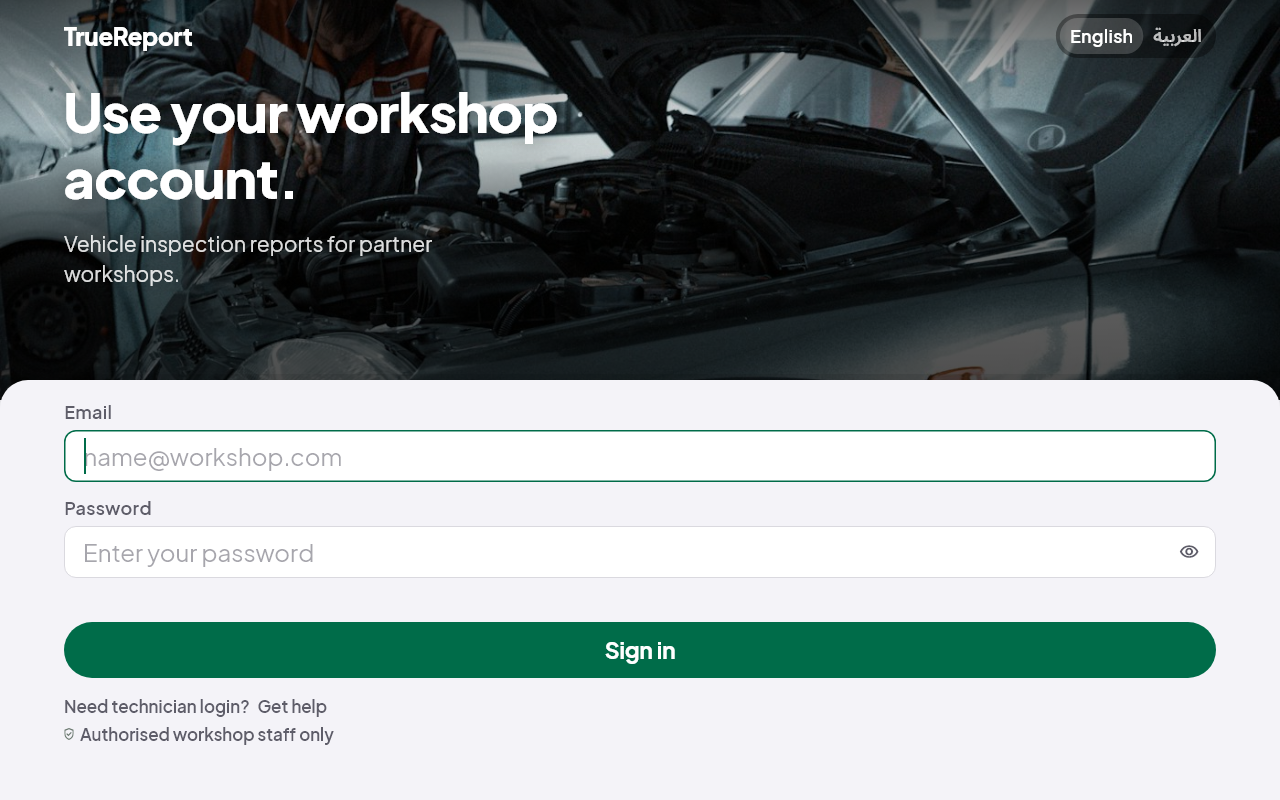 TrueReport
English
العربية
Use your workshop
account.
Vehicle inspection reports for partner
workshops.
Email
name@workshop.com
Password
Enter your password
Sign in
Need technician login? Get help
Authorised workshop staff only